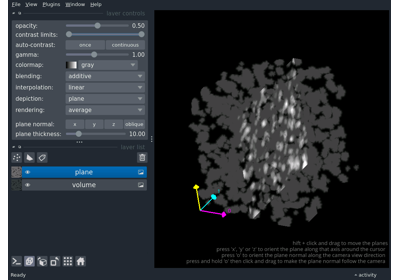 File View Plugins Window Help
layer controls
opacity: 0.50
contrast limits:
auto-contrast: once continuous
gamma: 1.00
colormap: gray
blending: additive
interpolation: linear
depiction: plane
rendering: average
plane normal: x y z oblique
plane thickness: 10.00
layer list
plane
volume
hift + click and drag to move the planes
press 'x', 'y' or 'z' to orient the plane along that axis around the cursor
press 'o' to orient the plane normal along the camera view direction
press and hold 'o' then click and drag to make the plane normal follow the camera
Ready
activity